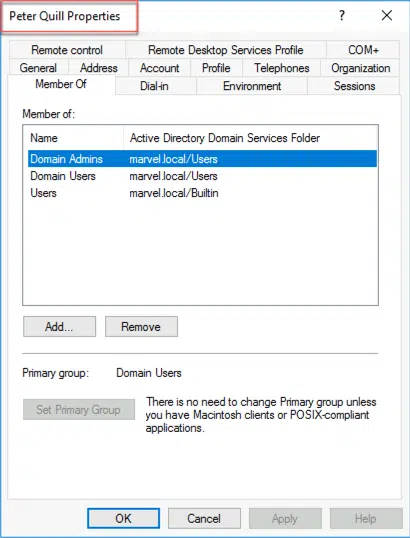 Peter Quill Properties
? ×
Remote control Remote Desktop Services Profile COM+
General Address Account Profile Telephones Organization
Member Of Dial-in Environment Sessions
Member of:
Name Active Directory Domain Services Folder
Domain Admins marvel.local/Users
Domain Users marvel.local/Users
Users marvel.local/Builtin
Add... Remove
Primary group: Domain Users
Set Primary Group There is no need to change Primary group unless
you have Macintosh clients or POSIX-compliant
applications.
OK Cancel Apply Help